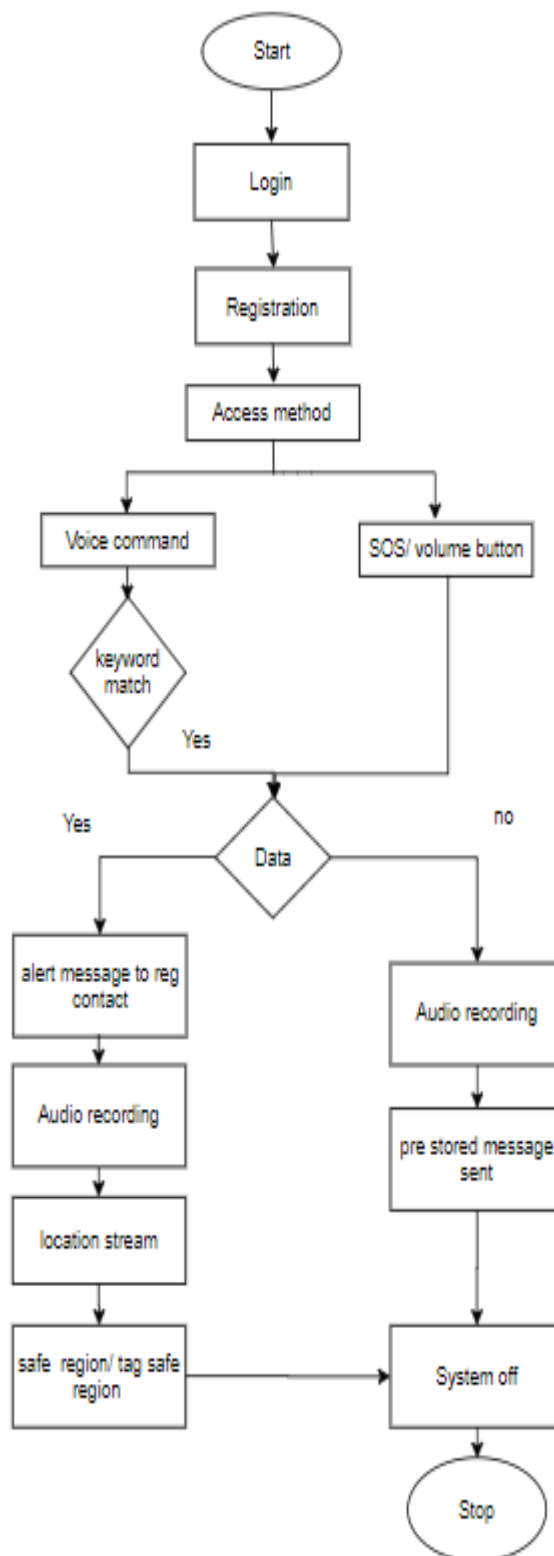 Start
Login
Registration
Access method
Voice command
SOS/ volume button
keyword
match
Yes
Yes
no
Data
alert message to reg
contact
Audio recording
Audio recording
pre stored message
sent
location stream
safe  region/ tag safe
region
System off
Stop